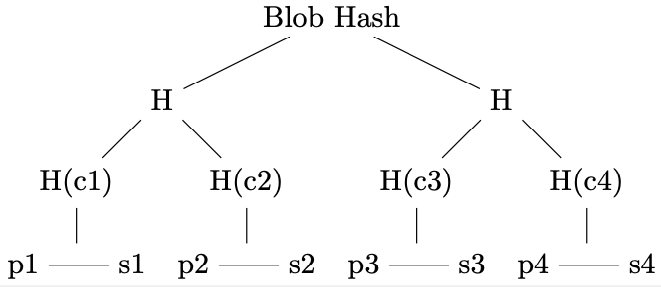 Blob Hash
H H
H(c1) H(c2) H(c3) H(c4)
p1 s1 p2 s2 p3 s3 p4 s4